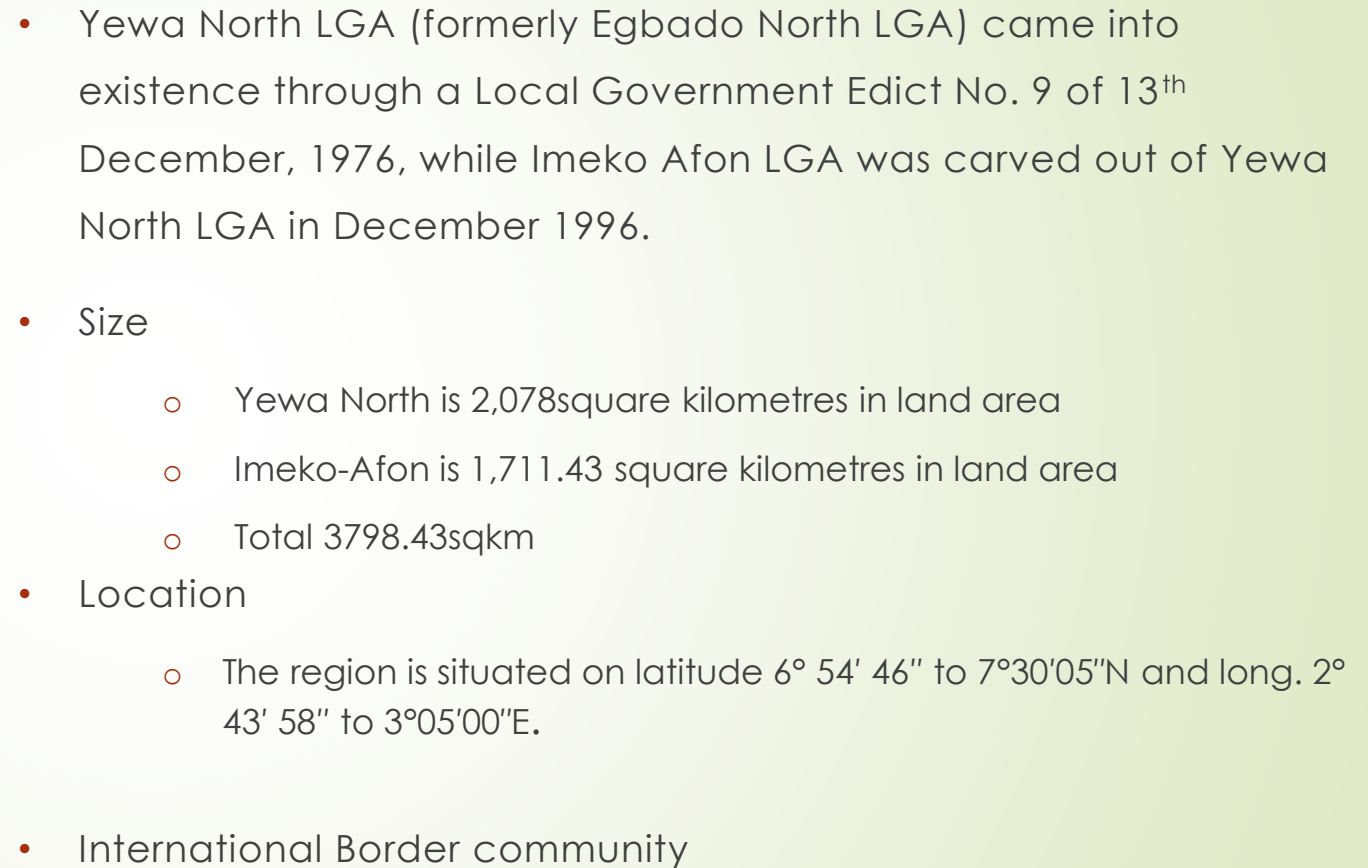 • Yewa North LGA (formerly Egbado North LGA) came into
existence through a Local Government Edict No. 9 of 13th
December, 1976, while Imeko Afon LGA was carved out of Yewa
North LGA in December 1996.
• Size
o Yewa North is 2,078square kilometres in land area
o Imeko-Afon is 1,711.43 square kilometres in land area
o Total 3798.43sqkm
• Location
o The region is situated on latitude 6° 54' 46" to 7°30'05"N and long. 2°
43' 58" to 3°05'00"E.
• International Border community